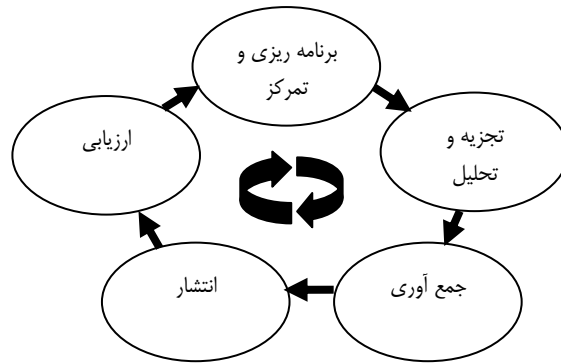 برنامه ریزی و
تمرکز
تجزیه و
تحلیل
جمع آوری
انتشار
ارزیابی